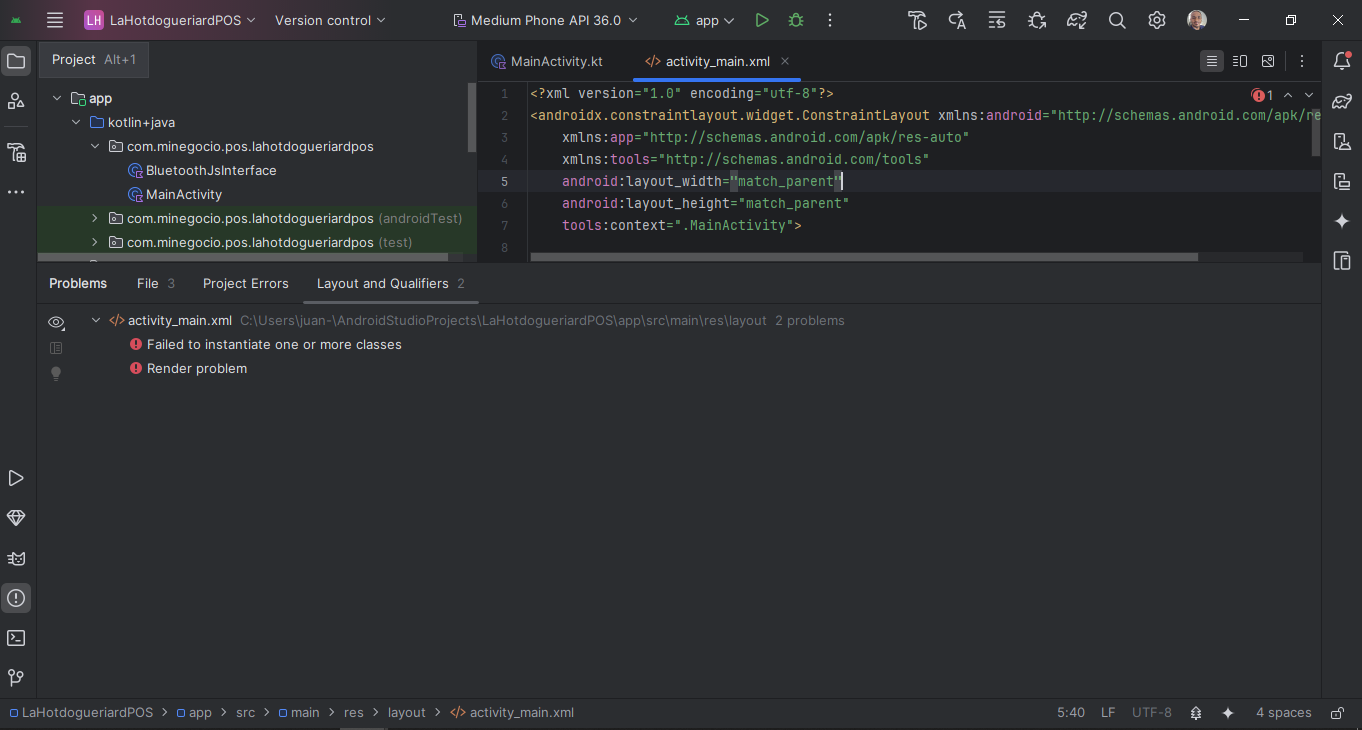 LH LaHotdogueriardPOS Version control Medium Phone API 36.0 app
Project Alt+1
MainActivity.kt </> activity_main.xml
app
kotlin+java
com.minegocio.pos.lahotdogueriardpos
BluetoothJsInterface
MainActivity
com.minegocio.pos.lahotdogueriardpos (androidTest)
com.minegocio.pos.lahotdogueriardpos (test)
1 <?xml version="1.0" encoding="utf-8"?> 1
2 <androidx.constraintlayout.widget.ConstraintLayout xmlns:android="http://schemas.android.com/apk/re
3 xmlns:app="http://schemas.android.com/apk/res-auto"
4 xmlns:tools="http://schemas.android.com/tools"
5 android:layout_width="match_parent"
6 android:layout_height="match_parent"
7 tools:context=".MainActivity">
8
Problems File 3 Project Errors Layout and Qualifiers 2
</> activity_main.xml C:\Users\juan-\AndroidStudioProjects\LaHotdogueriardPOS\app\src\main\res\layout 2 problems
Failed to instantiate one or more classes
Render problem
LaHotdogueriardPOS > app > src > main > res > layout > </> activity_main.xml 5:40 LF UTF-8 4 spaces